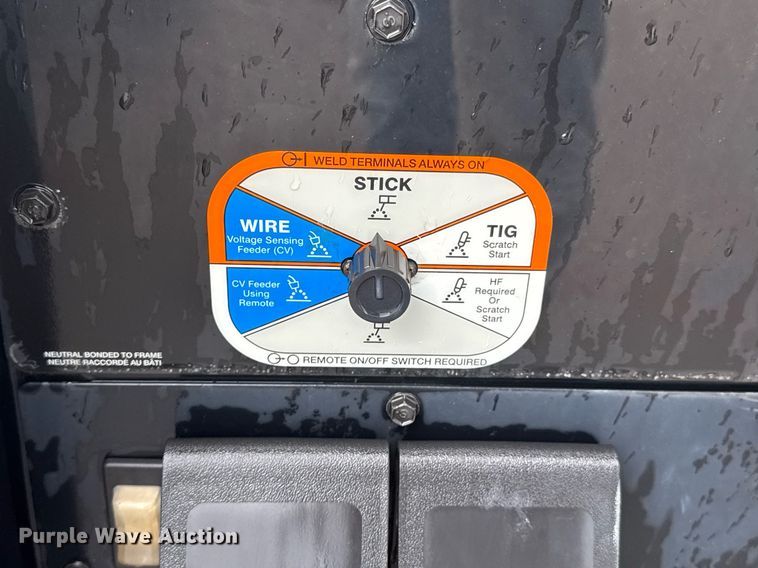 WELD TERMINALS ALWAYS ON
STICK
WIRE
Voltage Sensing
Feeder (CV)
TIG
Scratch
Start
CV Feeder
Using
Remote
HF
Required
Or
Scratch
Start
REMOTE ON/OFF SWITCH REQUIRED
NEUTRAL BONDED TO FRAME
NEUTRE RACCORDÉ AU BÂTI
Purple Wave Auction